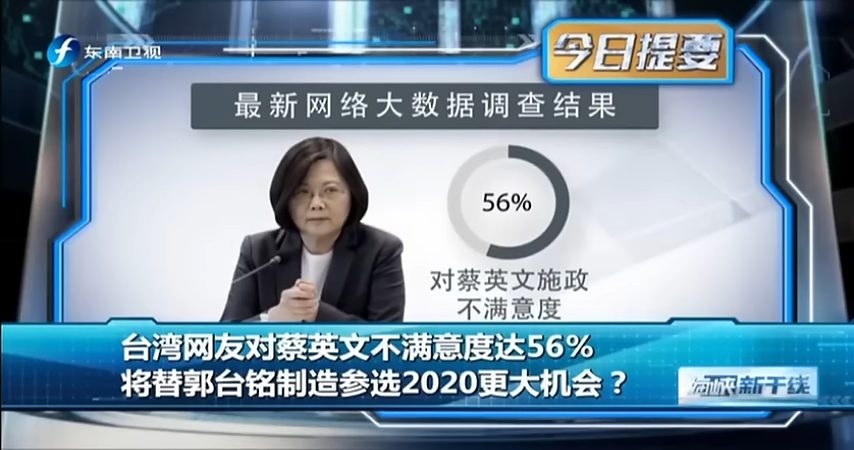 东南卫视
今日提要
最新网络大数据调查结果
56%
对蔡英文施政
不满意度
台湾网友对蔡英文不满意度达56%
将替郭台铭制造参选2020更大机会？
海峡新干线